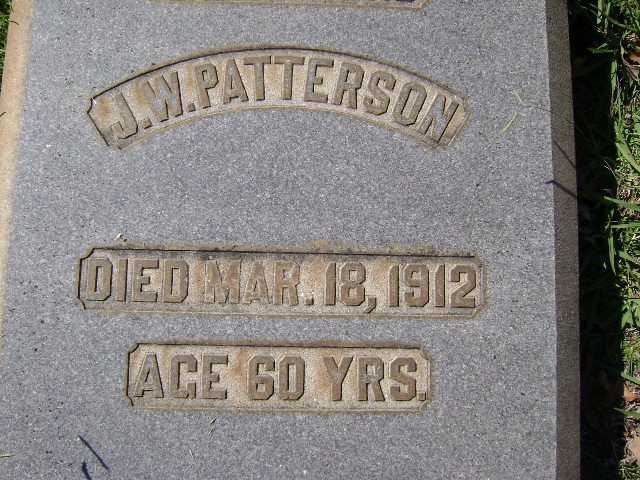 J.W. PATTERSON
DIED MAR. 18, 1912
AGE 60 YRS.